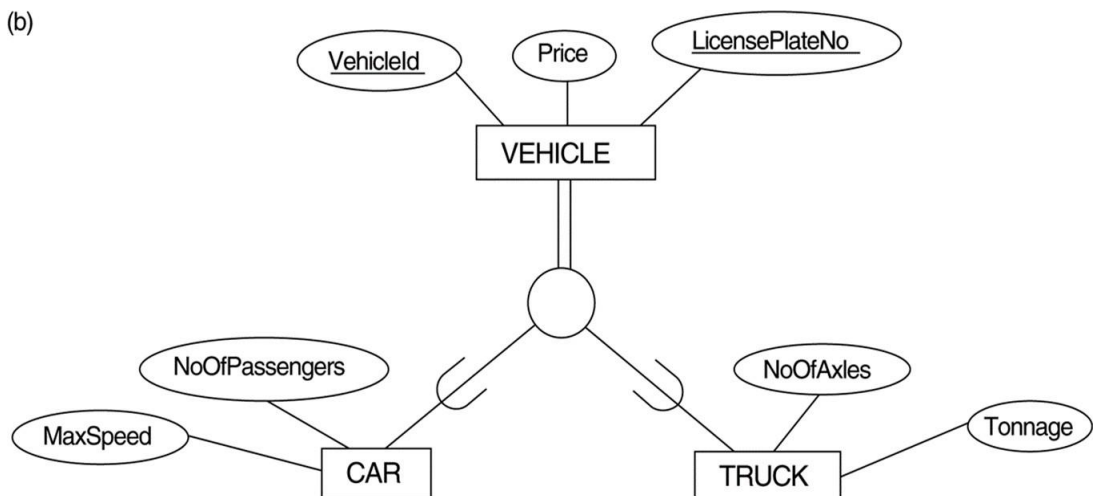 (b)
VehicleId
Price
LicensePlateNo
VEHICLE
NoOfPassengers
NoOfAxles
MaxSpeed
Tonnage
CAR
TRUCK